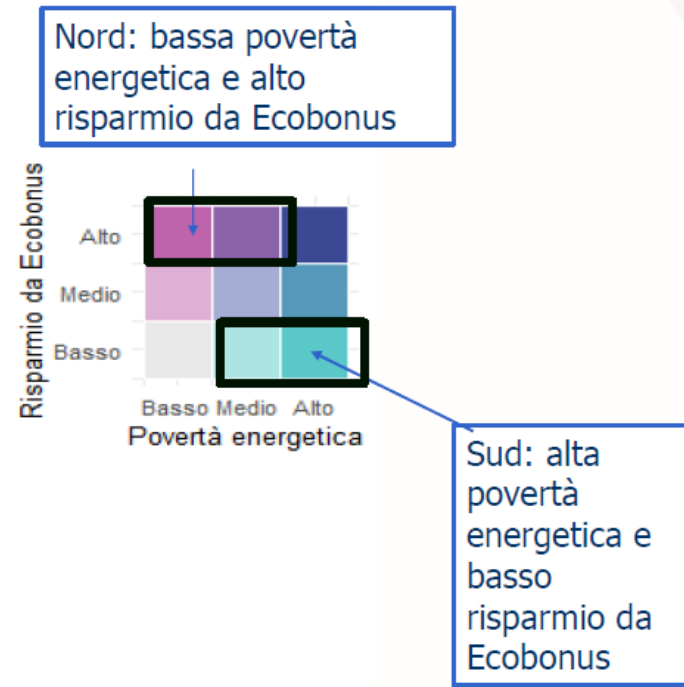 Nord: bassa povertà
energetica e alto
risparmio da Ecobonus
Risparmio da Ecobonus
Alto
Medio
Basso
Basso Medio Alto
Povertà energetica
Sud: alta
povertà
energetica e
basso
risparmio da
Ecobonus